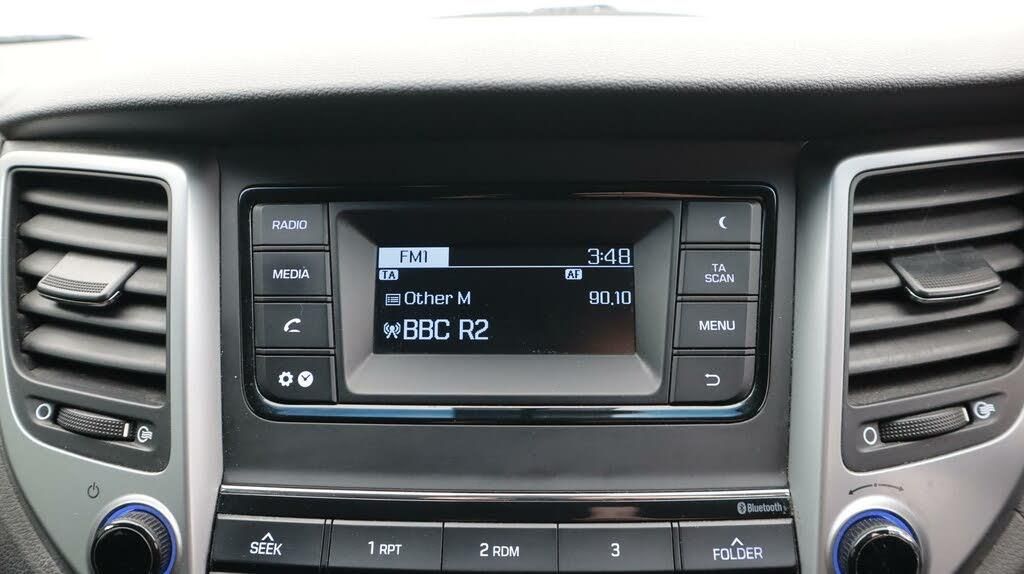 RADIO
MEDIA
FM1 3:48
TA AF
Other M 90.10
BBC R2
TA
SCAN
MENU
Bluetooth
SEEK 1 RPT 2 RDM 3 FOLDER